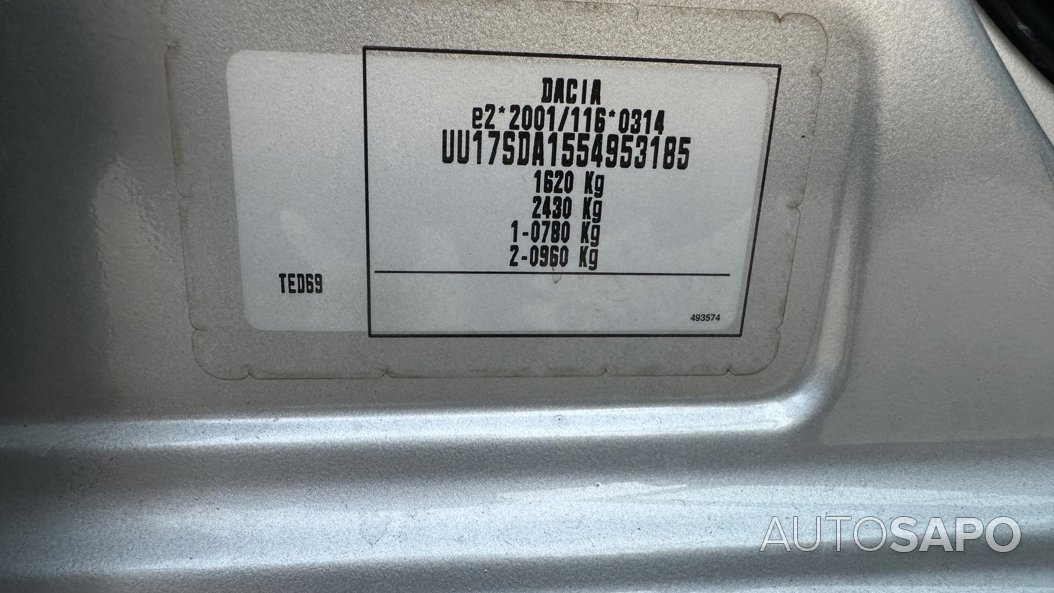 DACIA
e2*2001/116*0314
UU17SDA1554953185
1620 Kg
2430 Kg
1-0780 Kg
2-0960 Kg
TED69
493574
AUTOSAPO